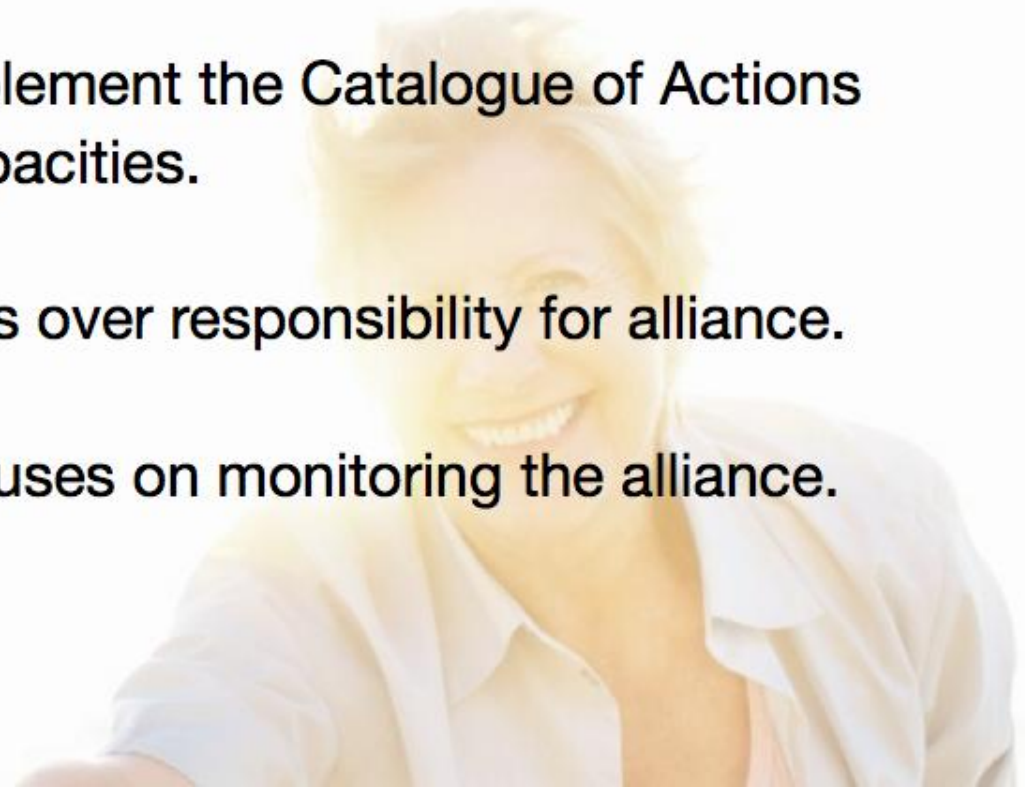 lement the Catalogue of Actions
pacities.
s over responsibility for alliance.
uses on monitoring the alliance.